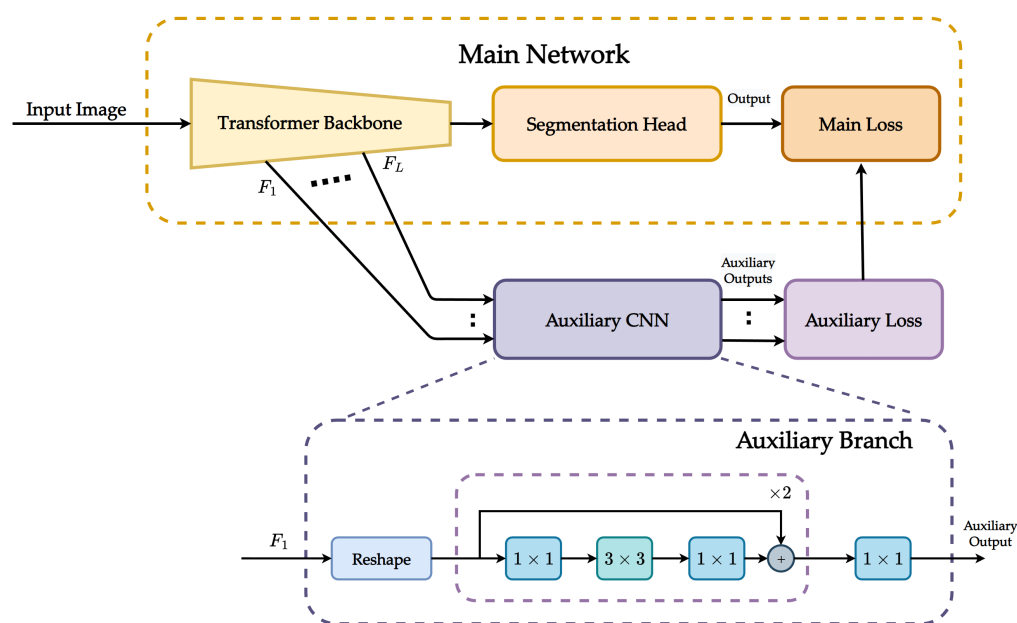 Main Network
Input Image
Transformer Backbone
Segmentation Head
Output
Main Loss
F₁
F_L
Auxiliary
Outputs
Auxiliary CNN
Auxiliary Loss
Auxiliary Branch
×2
F₁
Reshape
1 × 1
3 × 3
1 × 1
+
1 × 1
Auxiliary
Output